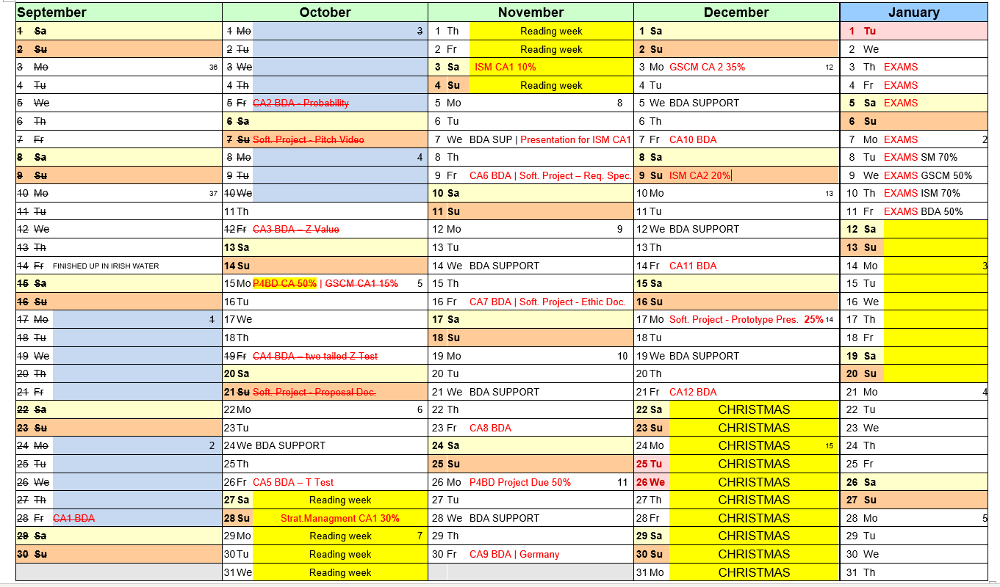 September October November December January
1 Sa 1 Mo 3 1 Th Reading week 1 Sa 1 Tu
2 Su 2 Tu 2 Fr Reading week 2 Su 2 We
3 Mo 36 3 We 3 Sa ISM CA1 10% 3 Mo GSCM CA 2 35% 12 3 Th EXAMS
4 Tu 4 Th 4 Su Reading week 4 Tu 4 Fr EXAMS
5 We 5 Fr CA2 BDA - Probability 5 Mo 8 5 We BDA SUPPORT 5 Sa EXAMS
6 Th 6 Sa 6 Tu 6 Th 6 Su
7 Fr 7 Su Soft. Project - Pitch Video 7 We BDA SUP | Presentation for ISM CA1 7 Fr CA10 BDA 7 Mo EXAMS 2
8 Sa 8 Mo 4 8 Th 8 Sa 8 Tu EXAMS SM 70%
9 Su 9 Tu 9 Fr CA6 BDA | Soft. Project – Req. Spec. 9 Su ISM CA2 20% 9 We EXAMS GSCM 50%
10 Mo 37 10 We 10 Sa 10 Mo 13 10 Th EXAMS ISM 70%
11 Tu 11 Th 11 Su 11 Tu 11 Fr EXAMS BDA 50%
12 We 12 Fr CA3 BDA – Z Value 12 Mo 9 12 We BDA SUPPORT 12 Sa
13 Th 13 Sa 13 Tu 13 Th 13 Su
14 Fr FINISHED UP IN IRISH WATER 14 Su 14 We BDA SUPPORT 14 Fr CA11 BDA 14 Mo 3
15 Sa 15 Mo P4BD CA 50% | GSCM CA1 15% 5 15 Th 15 Sa 15 Tu
16 Su 16 Tu 16 Fr CA7 BDA | Soft. Project - Ethic Doc. 16 Su 16 We
17 Mo 1 17 We 17 Sa 17 Mo Soft. Project - Prototype Pres. 25% 14 17 Th
18 Tu 18 Th 18 Su 18 Tu 18 Fr
19 We 19 Fr CA4 BDA – two tailed Z Test 19 Mo 10 19 We BDA SUPPORT 19 Sa
20 Th 20 Sa 20 Tu 20 Th 20 Su
21 Fr 21 Su Soft. Project - Proposal Doc. 21 We BDA SUPPORT 21 Fr CA12 BDA 21 Mo 4
22 Sa 22 Mo 6 22 Th 22 Sa CHRISTMAS 22 Tu
23 Su 23 Tu 23 Fr CA8 BDA 23 Su CHRISTMAS 23 We
24 Mo 2 24 We BDA SUPPORT 24 Sa 24 Mo CHRISTMAS 15 24 Th
25 Tu 25 Th 25 Su 25 Tu CHRISTMAS 25 Fr
26 We 26 Fr CA5 BDA – T Test 26 Mo P4BD Project Due 50% 11 26 We CHRISTMAS 26 Sa
27 Th 27 Sa Reading week 27 Tu 27 Th CHRISTMAS 27 Su
28 Fr CA1 BDA 28 Su Strat.Managment CA1 30% 28 We BDA SUPPORT 28 Fr CHRISTMAS 28 Mo 5
29 Sa 29 Mo Reading week 7 29 Th 29 Sa CHRISTMAS 29 Tu
30 Su 30 Tu Reading week 30 Fr CA9 BDA | Germany 30 Su CHRISTMAS 30 We
31 We Reading week 31 Mo CHRISTMAS 31 Th